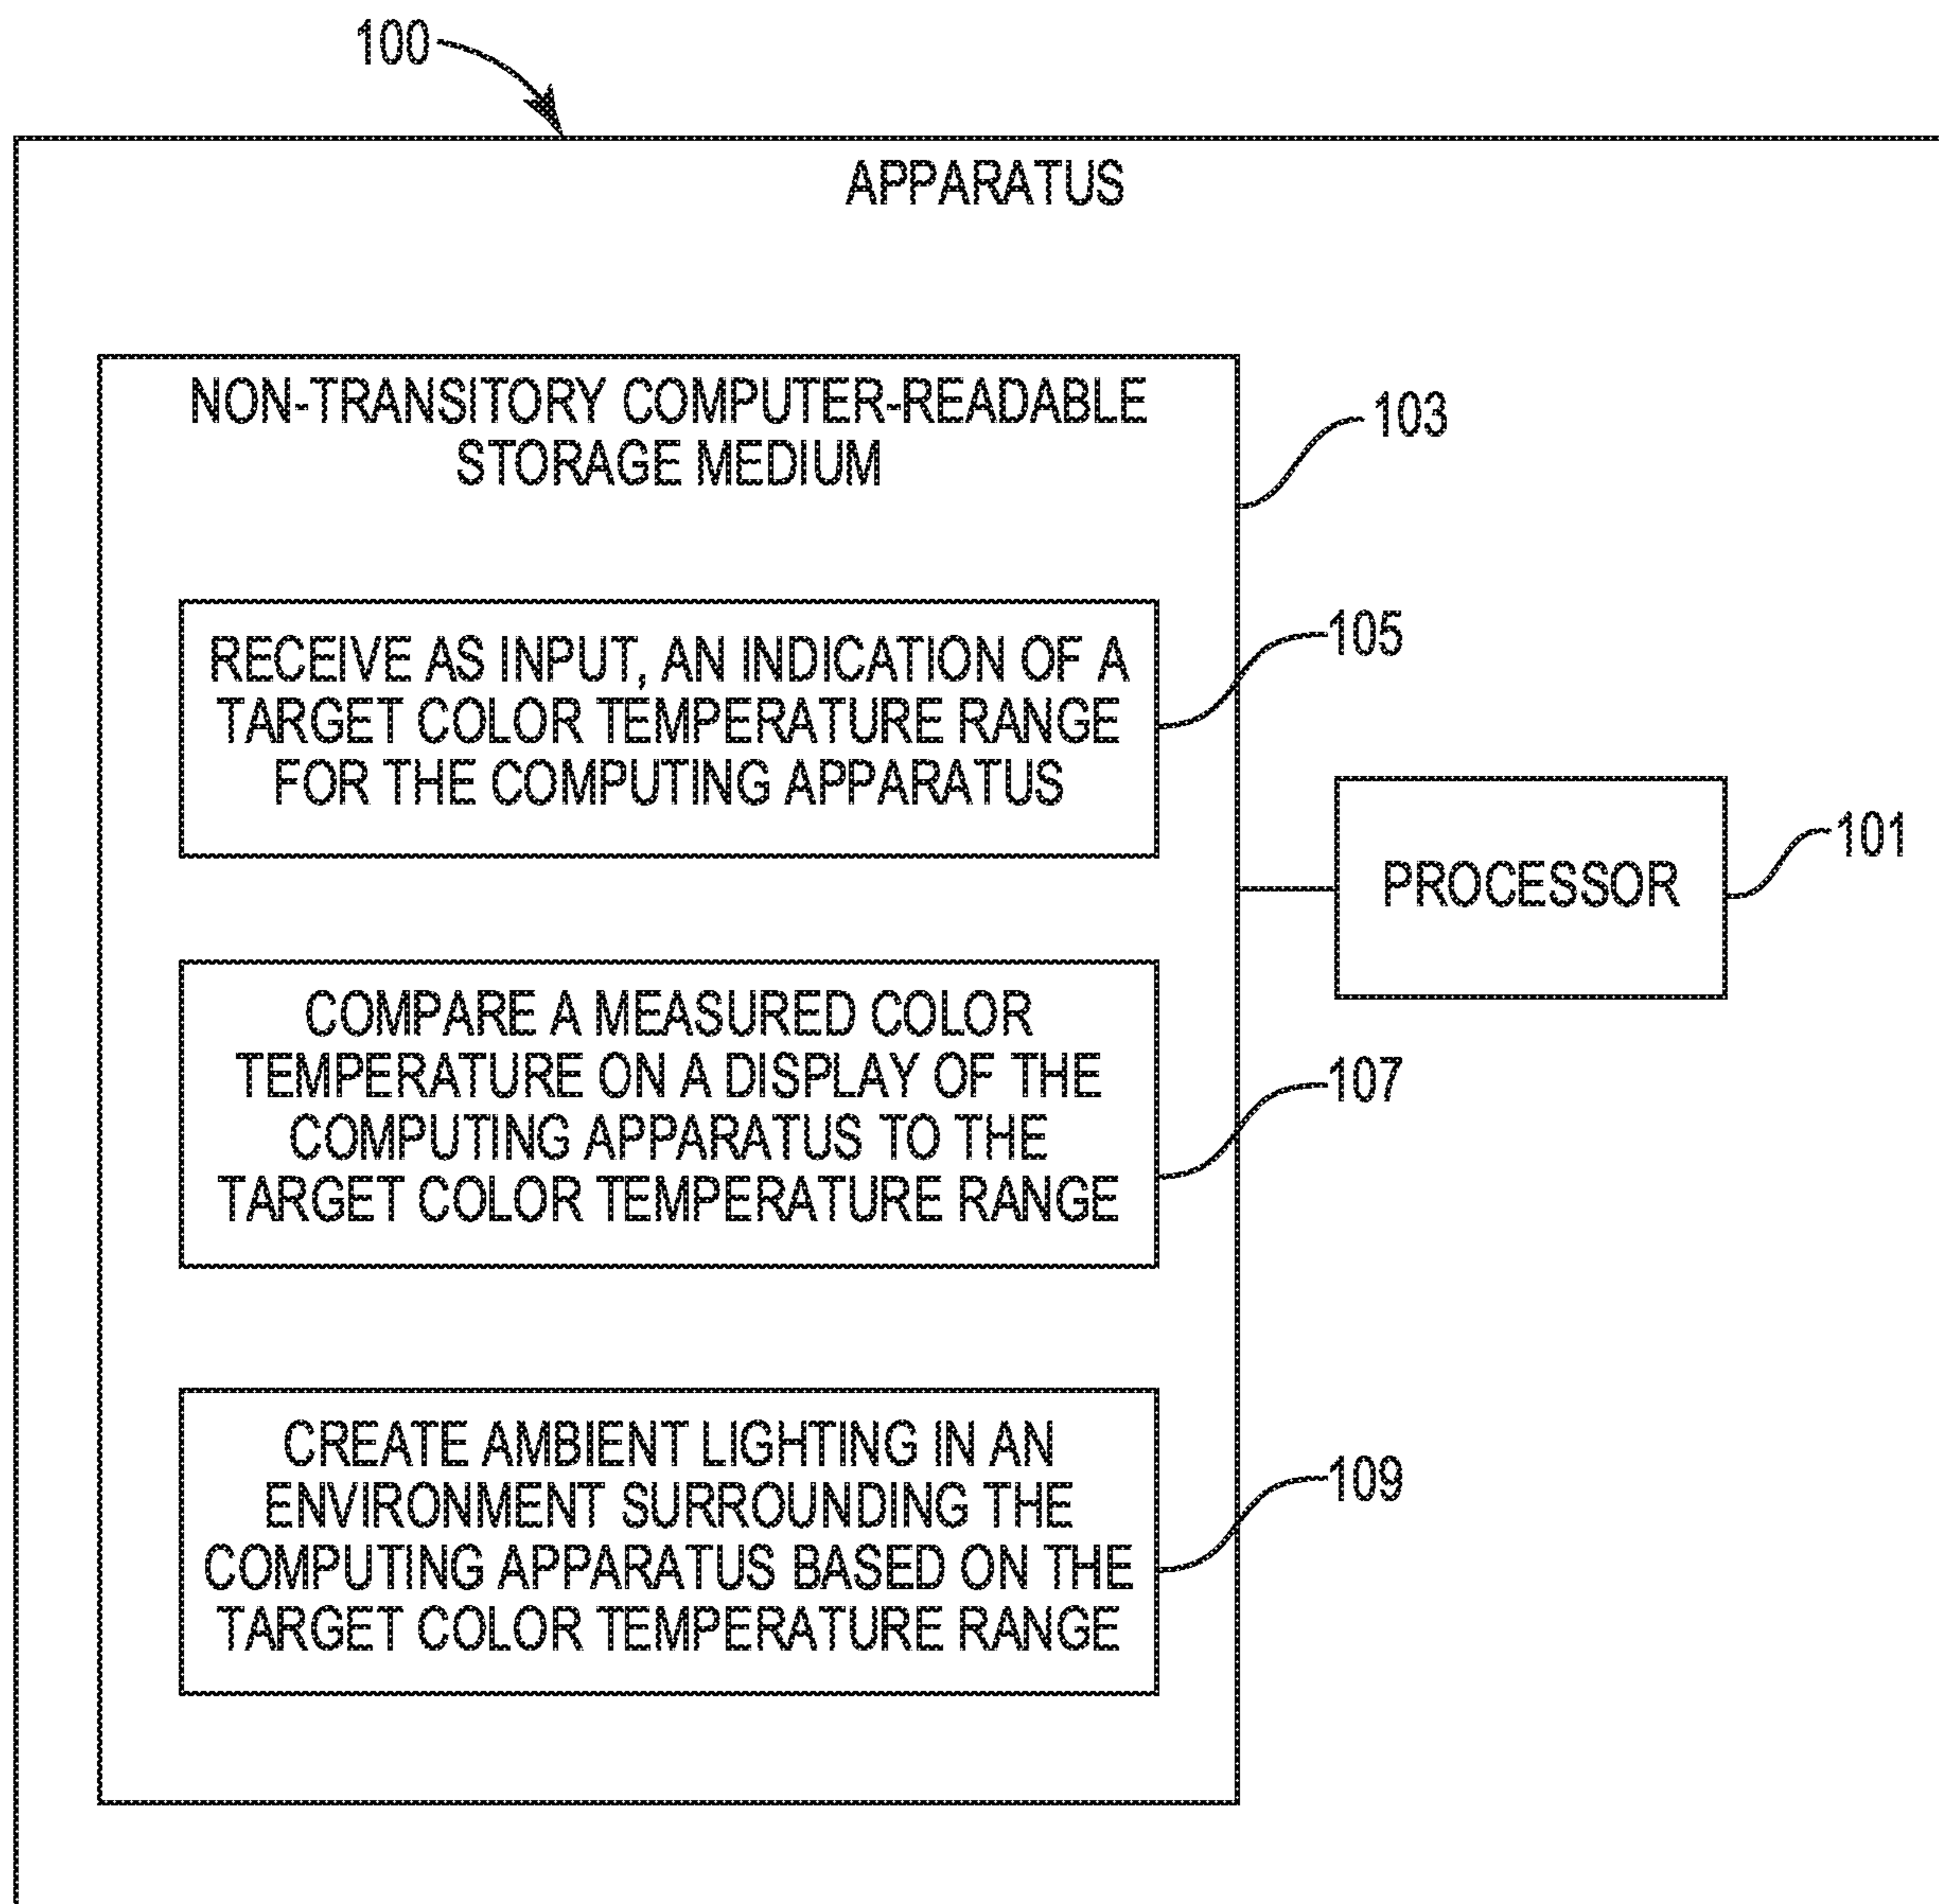 100
APPARATUS
NON-TRANSITORY COMPUTER-READABLE
STORAGE MEDIUM
103
RECEIVE AS INPUT, AN INDICATION OF A
TARGET COLOR TEMPERATURE RANGE
FOR THE COMPUTING APPARATUS
105
PROCESSOR
101
COMPARE A MEASURED COLOR
TEMPERATURE ON A DISPLAY OF THE
COMPUTING APPARATUS TO THE
TARGET COLOR TEMPERATURE RANGE
107
CREATE AMBIENT LIGHTING IN AN
ENVIRONMENT SURROUNDING THE
COMPUTING APPARATUS BASED ON THE
TARGET COLOR TEMPERATURE RANGE
109